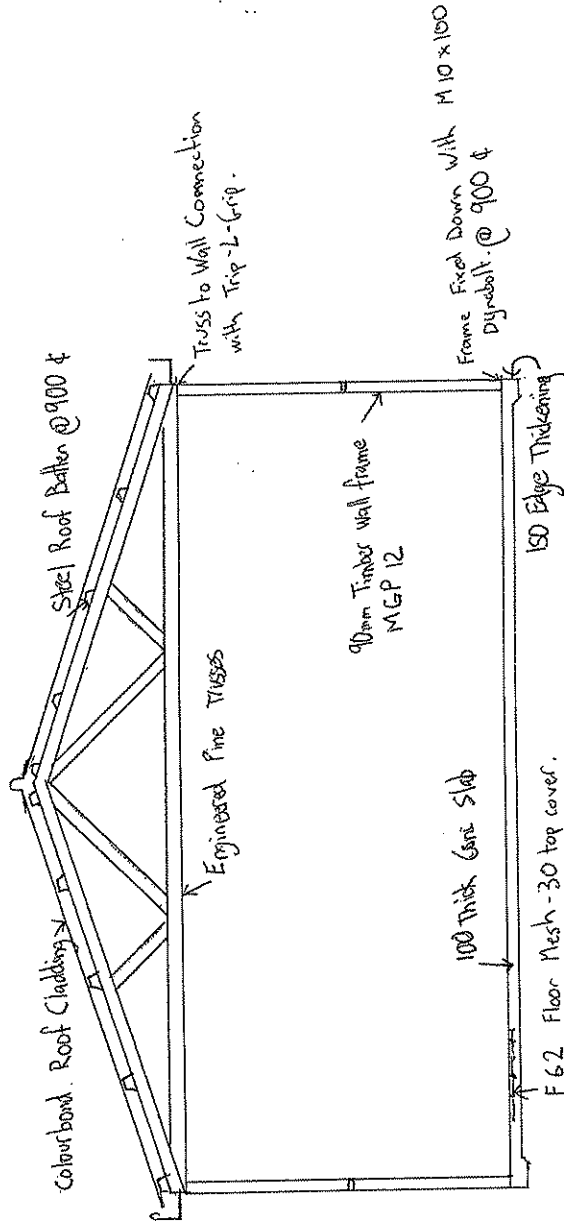 Colourbond. Roof Cladding
Steel Roof Batten @ 900 ¢
Truss to Wall Connection
with Trip-L-Grip.
Engineered Pine Trusses
90mm Timber wall frame
MGP 12
Frame Fixed Down With M10x100
Dynabolt. @ 900 ¢
100 Thick Conc Slab
150 Edge Thickening
F62 Floor Mesh - 30 top cover.